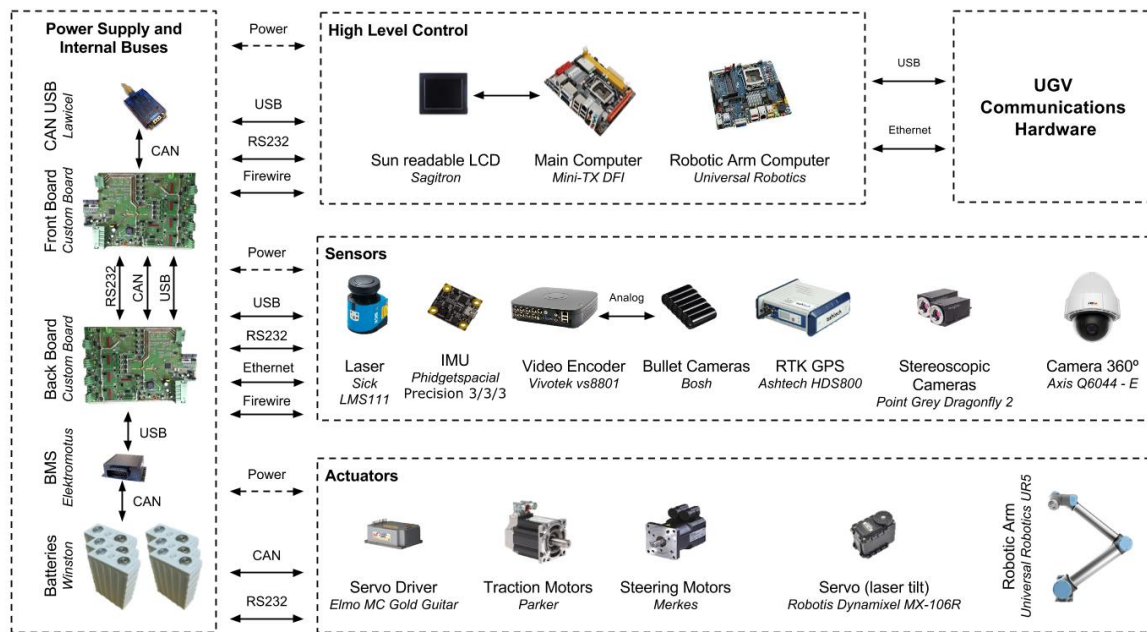 Power Supply and
Internal Buses
CAN USB
Lawicel
CAN
Front Board
Custom Board
RS232
CAN
USB
Back Board
Custom Board
USB
BMS
Elektromotus
CAN
Batteries
Winston
Power
USB
RS232
Firewire
High Level Control
Sun readable LCD
Sagitron
Main Computer
Mini-TX DFI
Robotic Arm Computer
Universal Robotics
USB
Ethernet
UGV
Communications
Hardware
Power
USB
RS232
Ethernet
Firewire
Sensors
Laser
Sick
LMS111
IMU
Phidgetspacial
Precision 3/3/3
Video Encoder
Vivotek vs8801
Analog
Bullet Cameras
Bosh
RTK GPS
Ashtech HDS800
Stereoscopic
Cameras
Point Grey Dragonfly 2
Camera 360º
Axis Q6044 - E
Power
CAN
RS232
Actuators
Servo Driver
Elmo MC Gold Guitar
Traction Motors
Parker
Steering Motors
Merkes
Servo (laser tilt)
Robotis Dynamixel MX-106R
Robotic Arm
Universal Robotics UR5